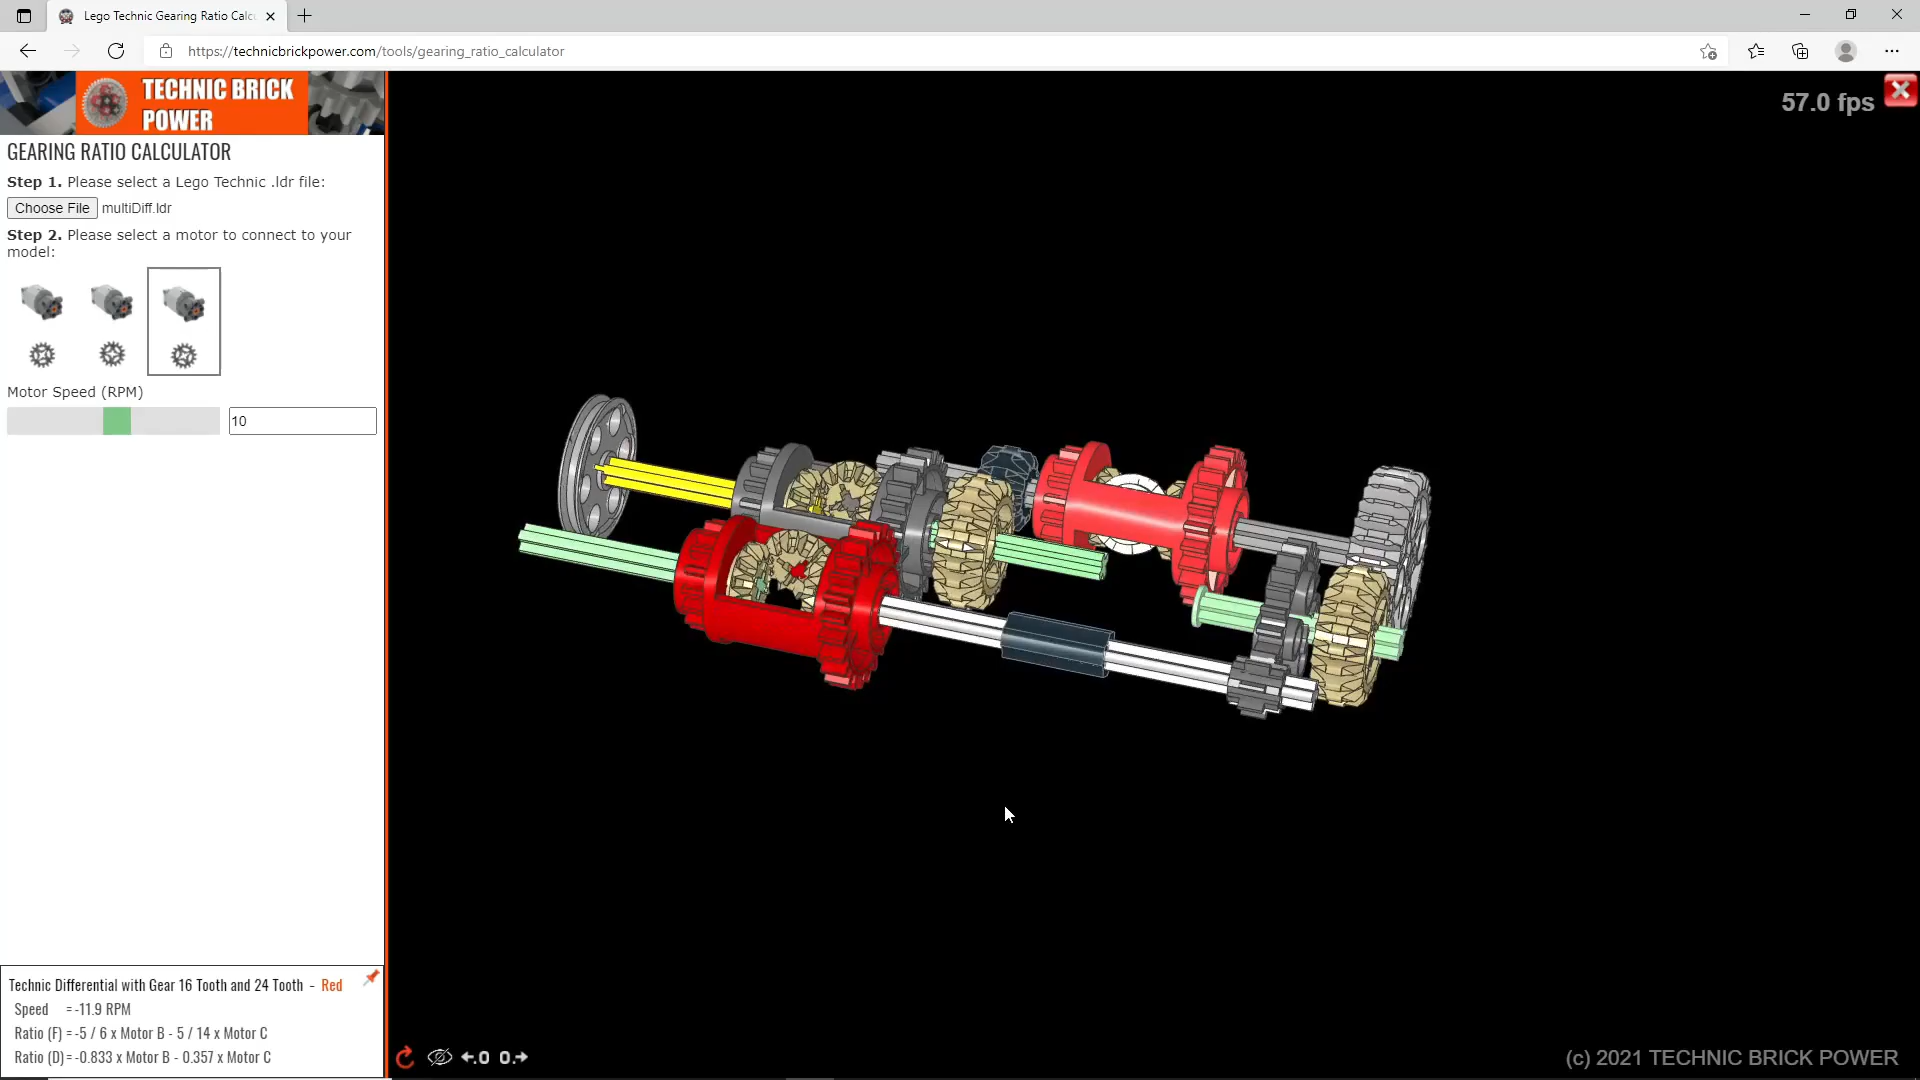 Lego Technic Gearing Ratio Calc
https://technicbrickpower.com/tools/gearing_ratio_calculator
TECHNIC BRICK
POWER
57.0 fps
GEARING RATIO CALCULATOR
Step 1. Please select a Lego Technic .ldr file:
Choose File multiDiff.ldr
Step 2. Please select a motor to connect to your
model:
Motor Speed (RPM)
10
Technic Differential with Gear 16 Tooth and 24 Tooth - Red
Speed =-11.9 RPM
Ratio (F) =-5 / 6 x Motor B - 5 / 14 x Motor C
Ratio (D)=-0.833 x Motor B - 0.357 x Motor C
←.0 0.→
(c) 2021 TECHNIC BRICK POWER